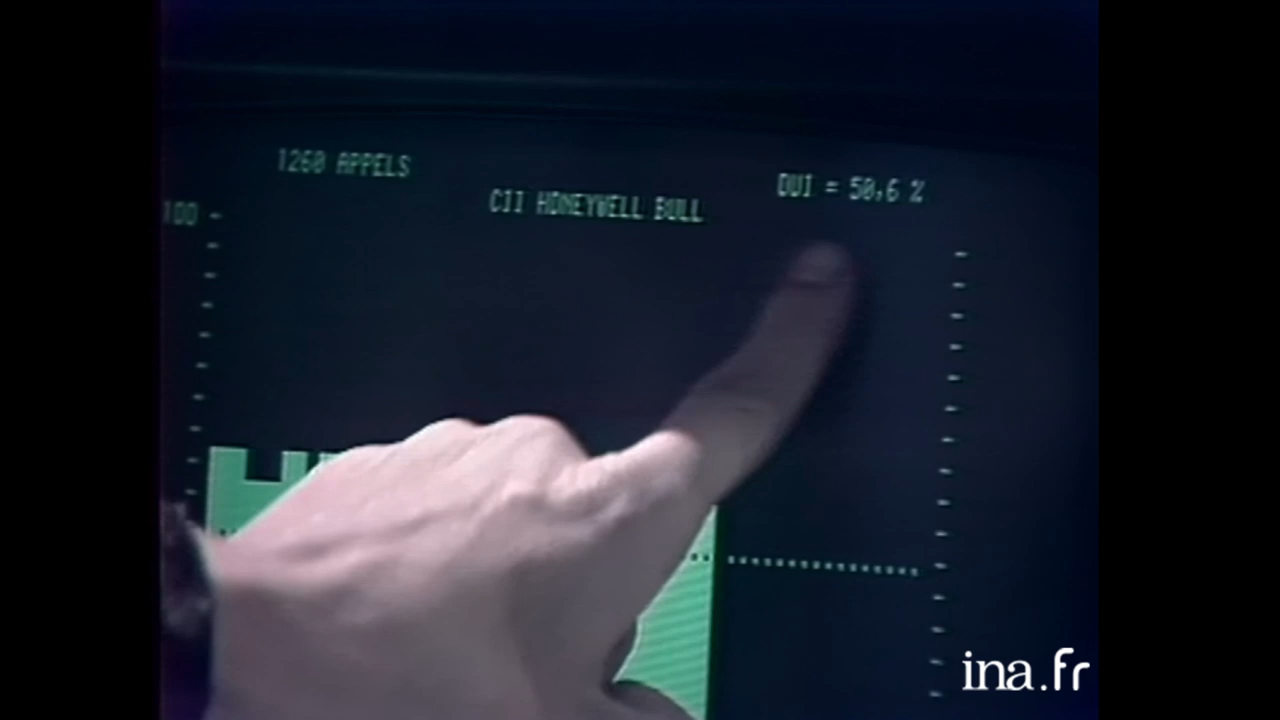 1260 APPELS
OUI = 50,6 %
CII HONEYWELL BULL
100
ina.fr